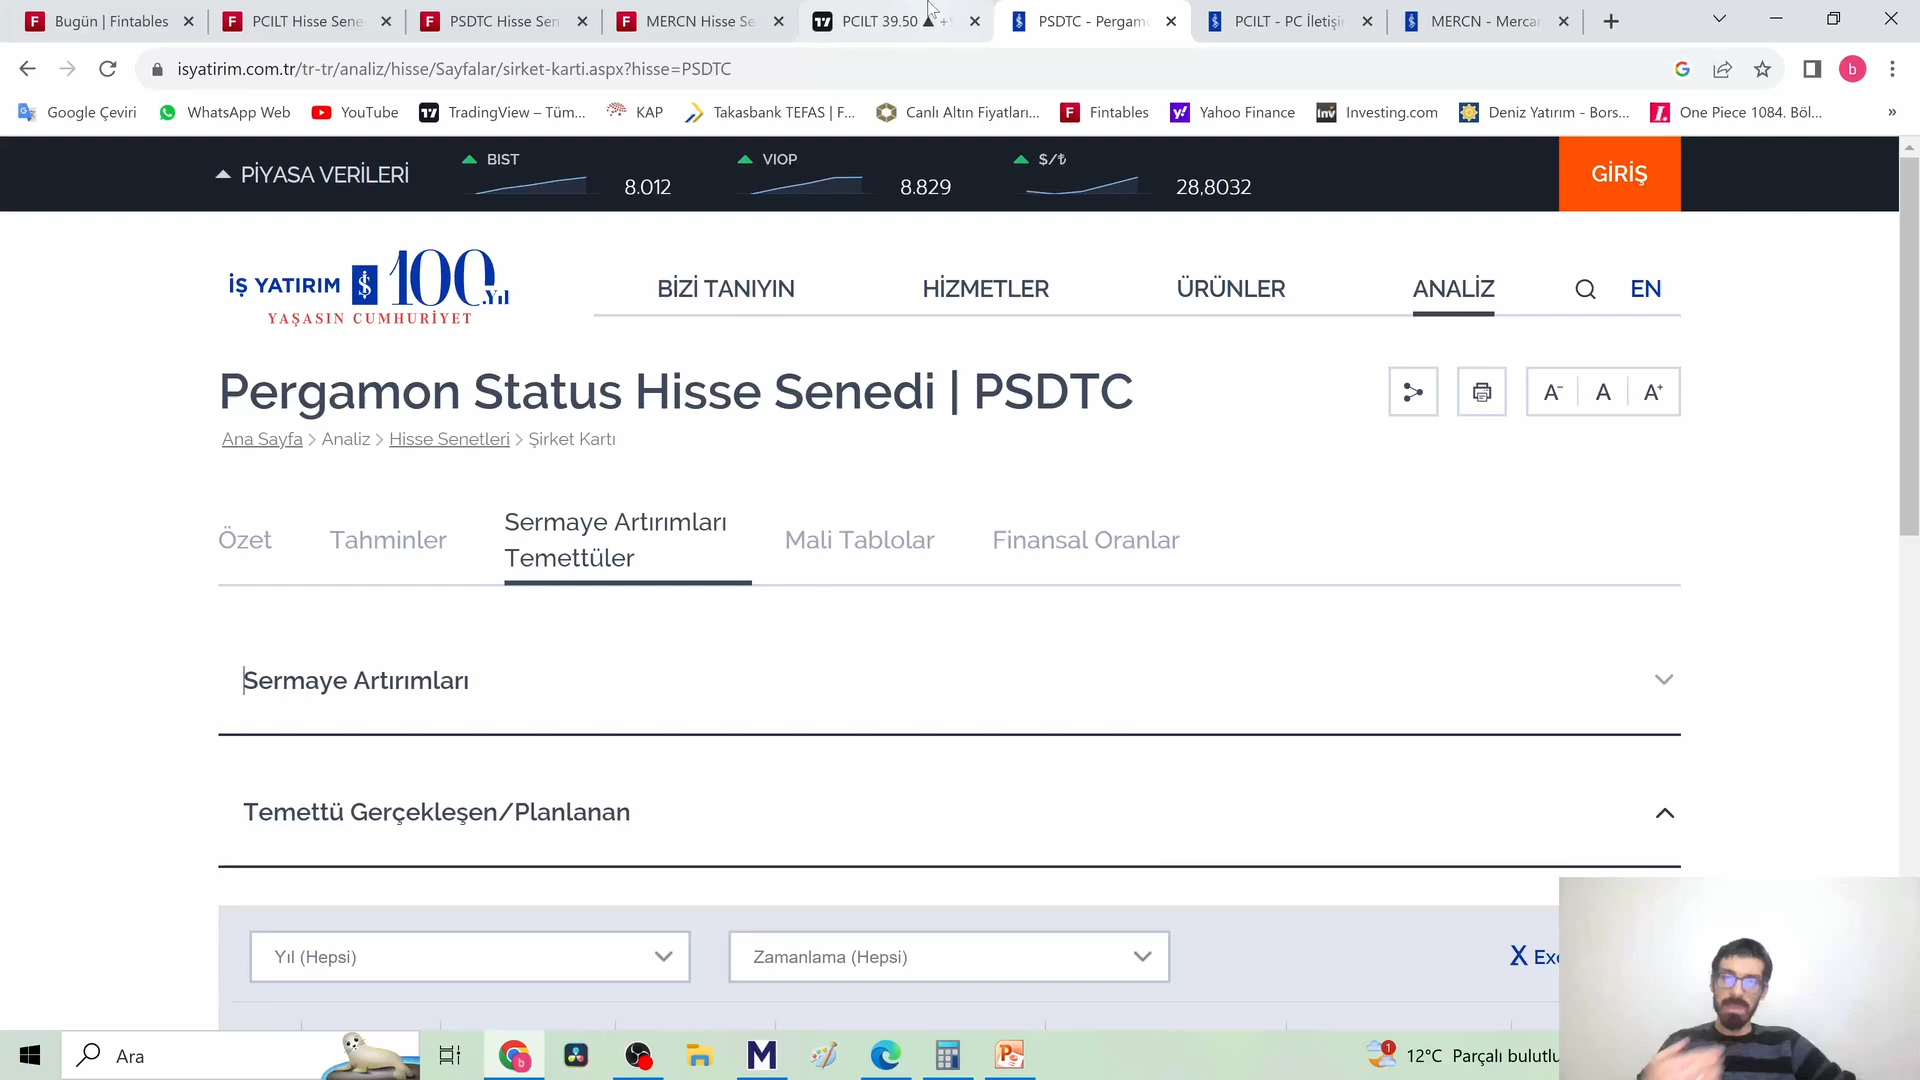 Bugün | Fintables
PCILT Hisse Sene
PSDTC Hisse Sen
MERCN Hisse Se
PCILT 39.50 ▲ +
PSDTC - Pergam
PCILT - PC İletişi
MERCN - Merca
isyatirim.com.tr/tr-tr/analiz/hisse/Sayfalar/sirket-karti.aspx?hisse=PSDTC
b
Google Çeviri
WhatsApp Web
YouTube
TradingView – Tüm...
KAP
Takasbank TEFAS | F...
Canlı Altın Fiyatları...
Fintables
Yahoo Finance
Investing.com
Deniz Yatırım - Bors...
One Piece 1084. Böl...
»
PİYASA VERİLERİ
BIST
8.012
VIOP
8.829
$/₺
28,8032
GİRİŞ
İŞ YATIRIM 100.Yıl
YAŞASIN CUMHURİYET
BİZİ TANIYIN
HİZMETLER
ÜRÜNLER
ANALİZ
EN
Pergamon Status Hisse Senedi | PSDTC
A⁻ A A⁺
Ana Sayfa > Analiz > Hisse Senetleri > Şirket Kartı
Özet
Tahminler
Sermaye Artırımları
Temettüler
Mali Tablolar
Finansal Oranlar
Sermaye Artırımları
Temettü Gerçekleşen/Planlanan
Yıl (Hepsi)
Zamanlama (Hepsi)
X Exc
Ara
1
12°C Parçalı bulutlu